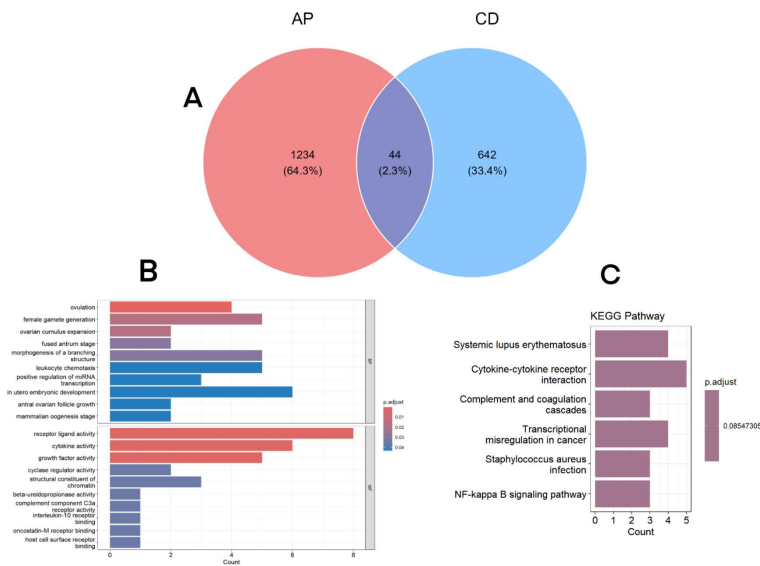 AP
CD
A
1234
(64.3%)
44
(2.3%)
642
(33.4%)
B
ovulation
female gamete generation
ovarian cumulus expansion
fused antrum stage
morphogenesis of a branching
structure
leukocyte chemotaxis
positive regulation of miRNA
transcription
in utero embryonic development
antral ovarian follicle growth
mammalian oogenesis stage
receptor ligand activity
cytokine activity
growth factor activity
cyclase regulator activity
structural constituent of
chromatin
beta-ureidopropionase activity
complement component C3a
receptor activity
interleukin-10 receptor
binding
oncostatin-M receptor binding
host cell surface receptor
binding
0
2
4
6
8
Count
BP
p.adjust
0.01
0.02
0.03
0.04
C
KEGG Pathway
Systemic lupus erythematosus
Cytokine-cytokine receptor
interaction
Complement and coagulation
cascades
Transcriptional
misregulation in cancer
Staphylococcus aureus
infection
NF-kappa B signaling pathway
0 1 2 3 4 5
Count
p.adjust
0.08547305